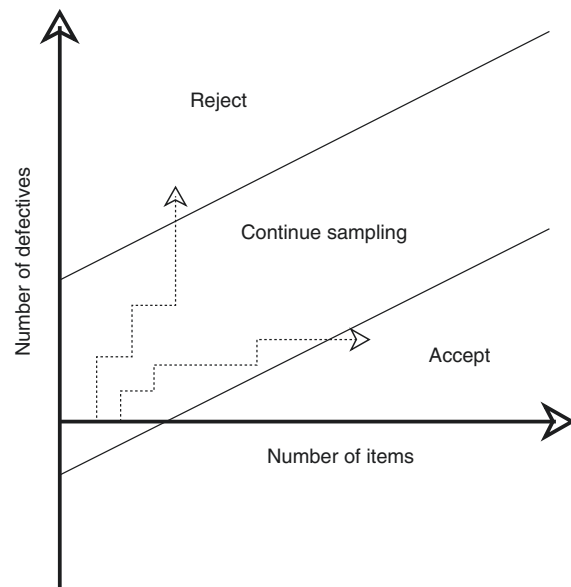 Reject
Number of defectives
Continue sampling
Accept
Number of items